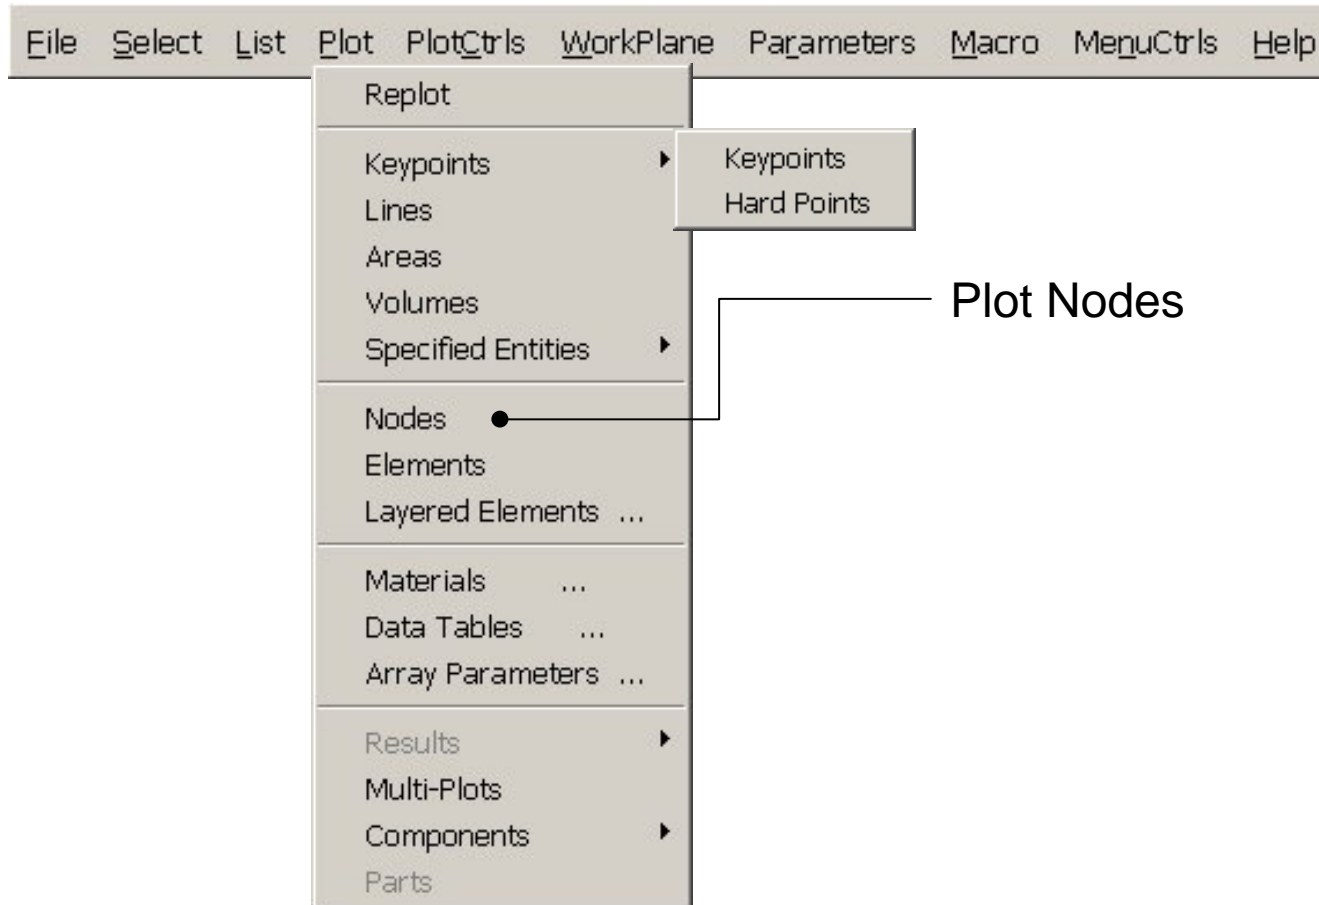 File Select List Plot PlotCtrls WorkPlane Parameters Macro MenuCtrls Help
Replot
Keypoints
Keypoints
Hard Points
Lines
Areas
Volumes
Plot Nodes
Specified Entities
Nodes
Elements
Layered Elements ...
Materials ...
Data Tables ...
Array Parameters ...
Results
Multi-Plots
Components
Parts